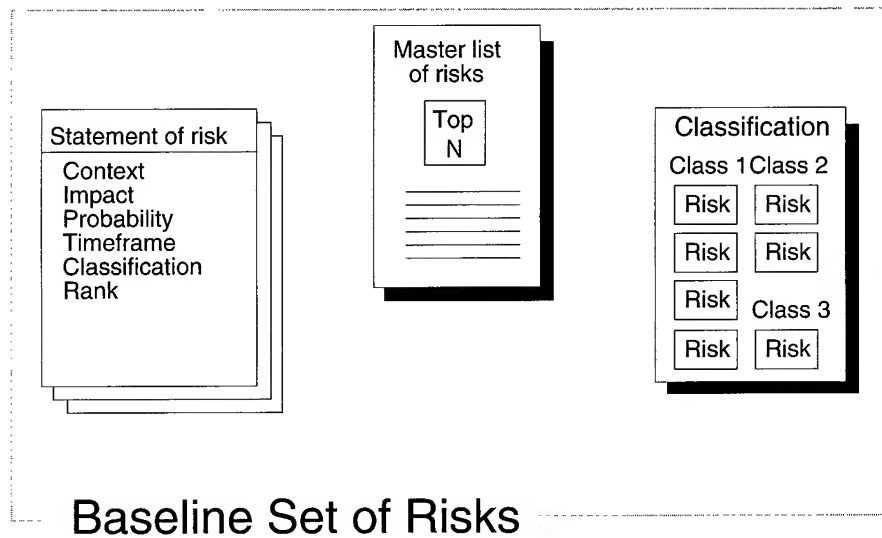 Master list
of risks
Top
N
Statement of risk
Context
Impact
Probability
Timeframe
Classification
Rank
Classification
Class 1 Class 2
Risk Risk
Risk Risk
Risk
Class 3
Risk Risk
Baseline Set of Risks